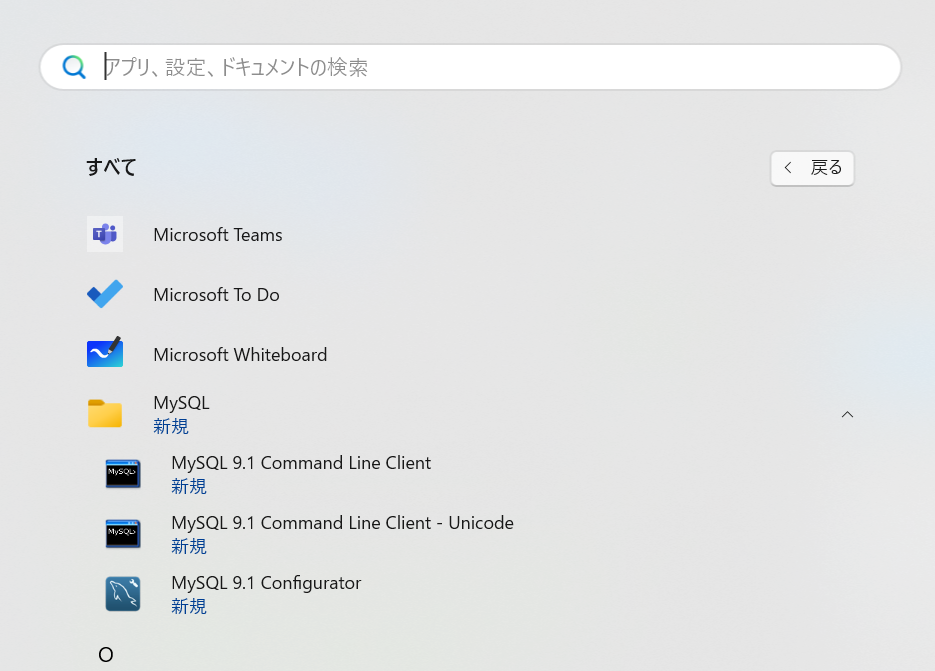 アプリ、設定、ドキュメントの検索
すべて
戻る
Microsoft Teams
Microsoft To Do
Microsoft Whiteboard
MySQL
新規
MySQL 9.1 Command Line Client
新規
MySQL 9.1 Command Line Client - Unicode
新規
MySQL 9.1 Configurator
新規
O